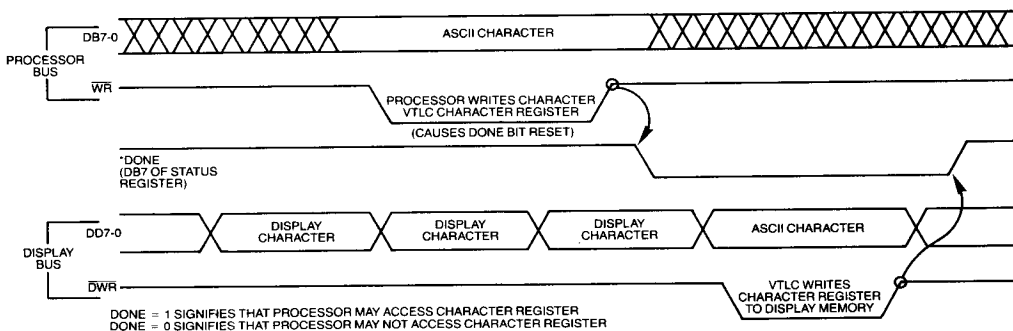 DB7-0
ASCII CHARACTER
PROCESSOR
BUS
WR
PROCESSOR WRITES CHARACTER
VTLC CHARACTER REGISTER
(CAUSES DONE BIT RESET)
*DONE
(DB7 OF STATUS
REGISTER)
DD7-0
DISPLAY
CHARACTER
DISPLAY
CHARACTER
DISPLAY
CHARACTER
ASCII CHARACTER
DISPLAY
BUS
DWR
VTLC WRITES
CHARACTER REGISTER
TO DISPLAY MEMORY
DONE = 1 SIGNIFIES THAT PROCESSOR MAY ACCESS CHARACTER REGISTER
DONE = 0 SIGNIFIES THAT PROCESSOR MAY NOT ACCESS CHARACTER REGISTER